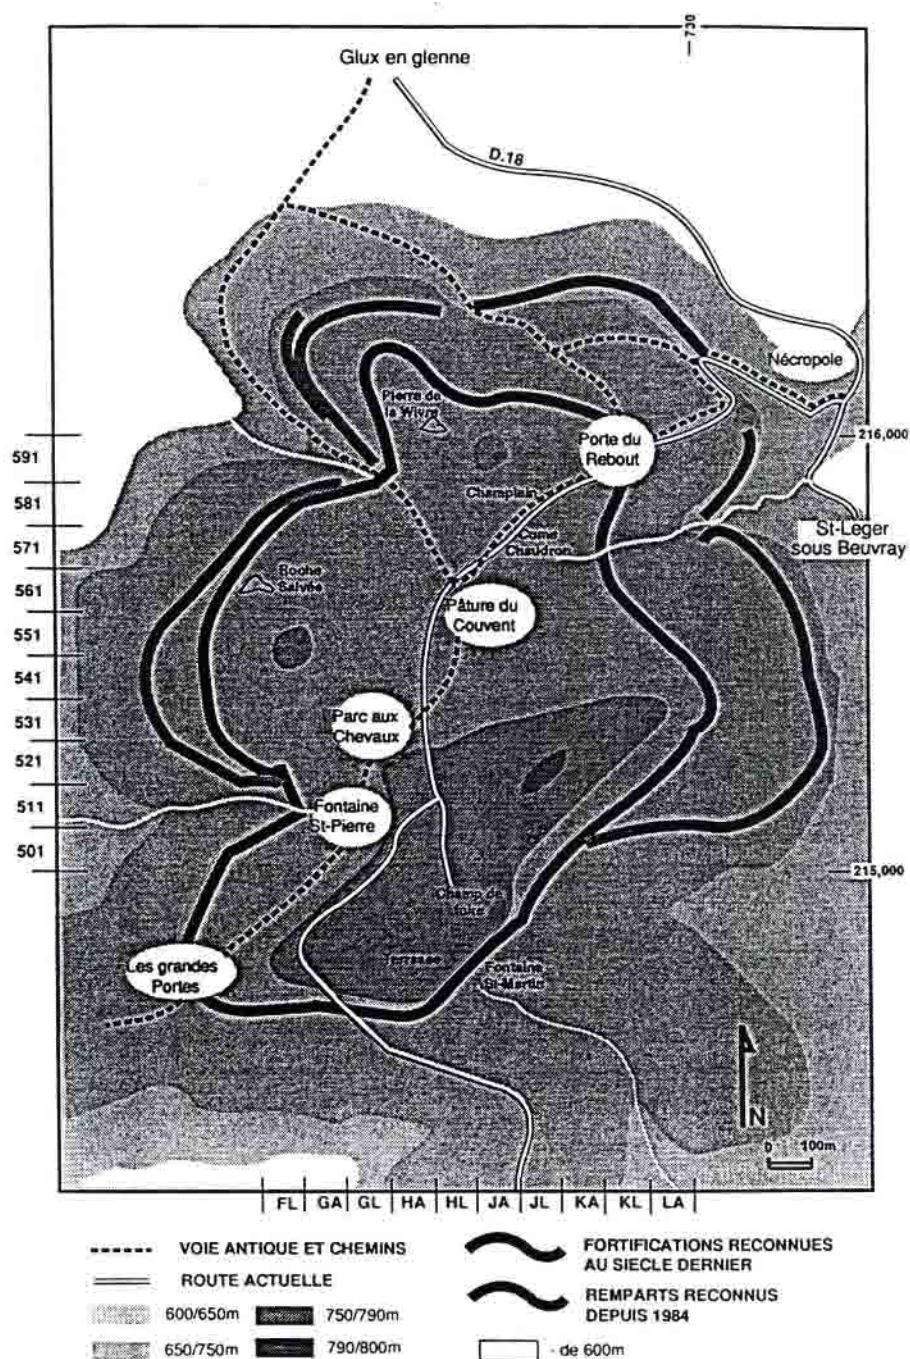 730
Glux en glenne
D.18
Nécropole
Pierre de
la Wivre
Porte du
Rebout
216,000
591
581
571
561
551
541
531
521
511
501
Champlain
Come
Chaudron
St-Léger
sous Beuvray
Roche
Salvée
Pâture du
Couvent
Parc aux
Chevaux
Fontaine
St-Pierre
215,000
Champ de
foire
Terrasse
Fontaine
St-Martin
Les grandes
Portes
N
0 100m
FL GA GL HA HL JA JL KA KL LA
VOIE ANTIQUE ET CHEMINS
ROUTE ACTUELLE
600/650m
750/790m
650/750m
790/800m
FORTIFICATIONS RECONNUES
AU SIECLE DERNIER
REMPARTS RECONNUS
DEPUIS 1984
- de 600m